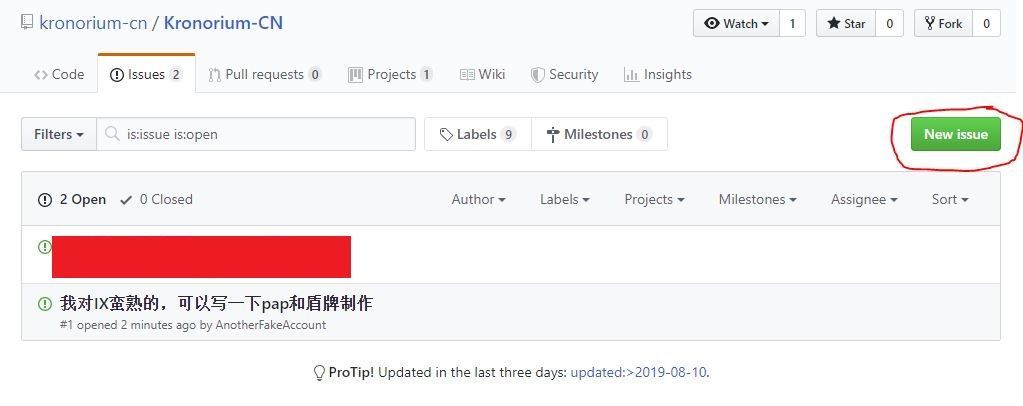 kronorium-cn / Kronorium-CN
Watch 1 Star 0 Fork 0
Code Issues 2 Pull requests 0 Projects 1 Wiki Security Insights
Filters is:issue is:open Labels 9 Milestones 0 New issue
2 Open 0 Closed Author Labels Projects Milestones Assignee Sort
我对IX蛮熟的，可以写一下pap和盾牌制作
#1 opened 2 minutes ago by AnotherFakeAccount
ProTip! Updated in the last three days: updated:>2019-08-10.